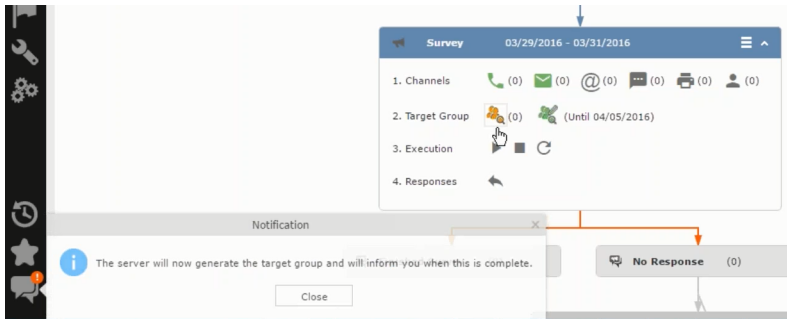 Survey 03/29/2016 - 03/31/2016
1. Channels (0) (0) @ (0) (0) (0) (0)
2. Target Group (0) (Until 04/05/2016)
3. Execution
4. Responses
Notification
The server will now generate the target group and will inform you when this is complete.
Close
No Response (0)